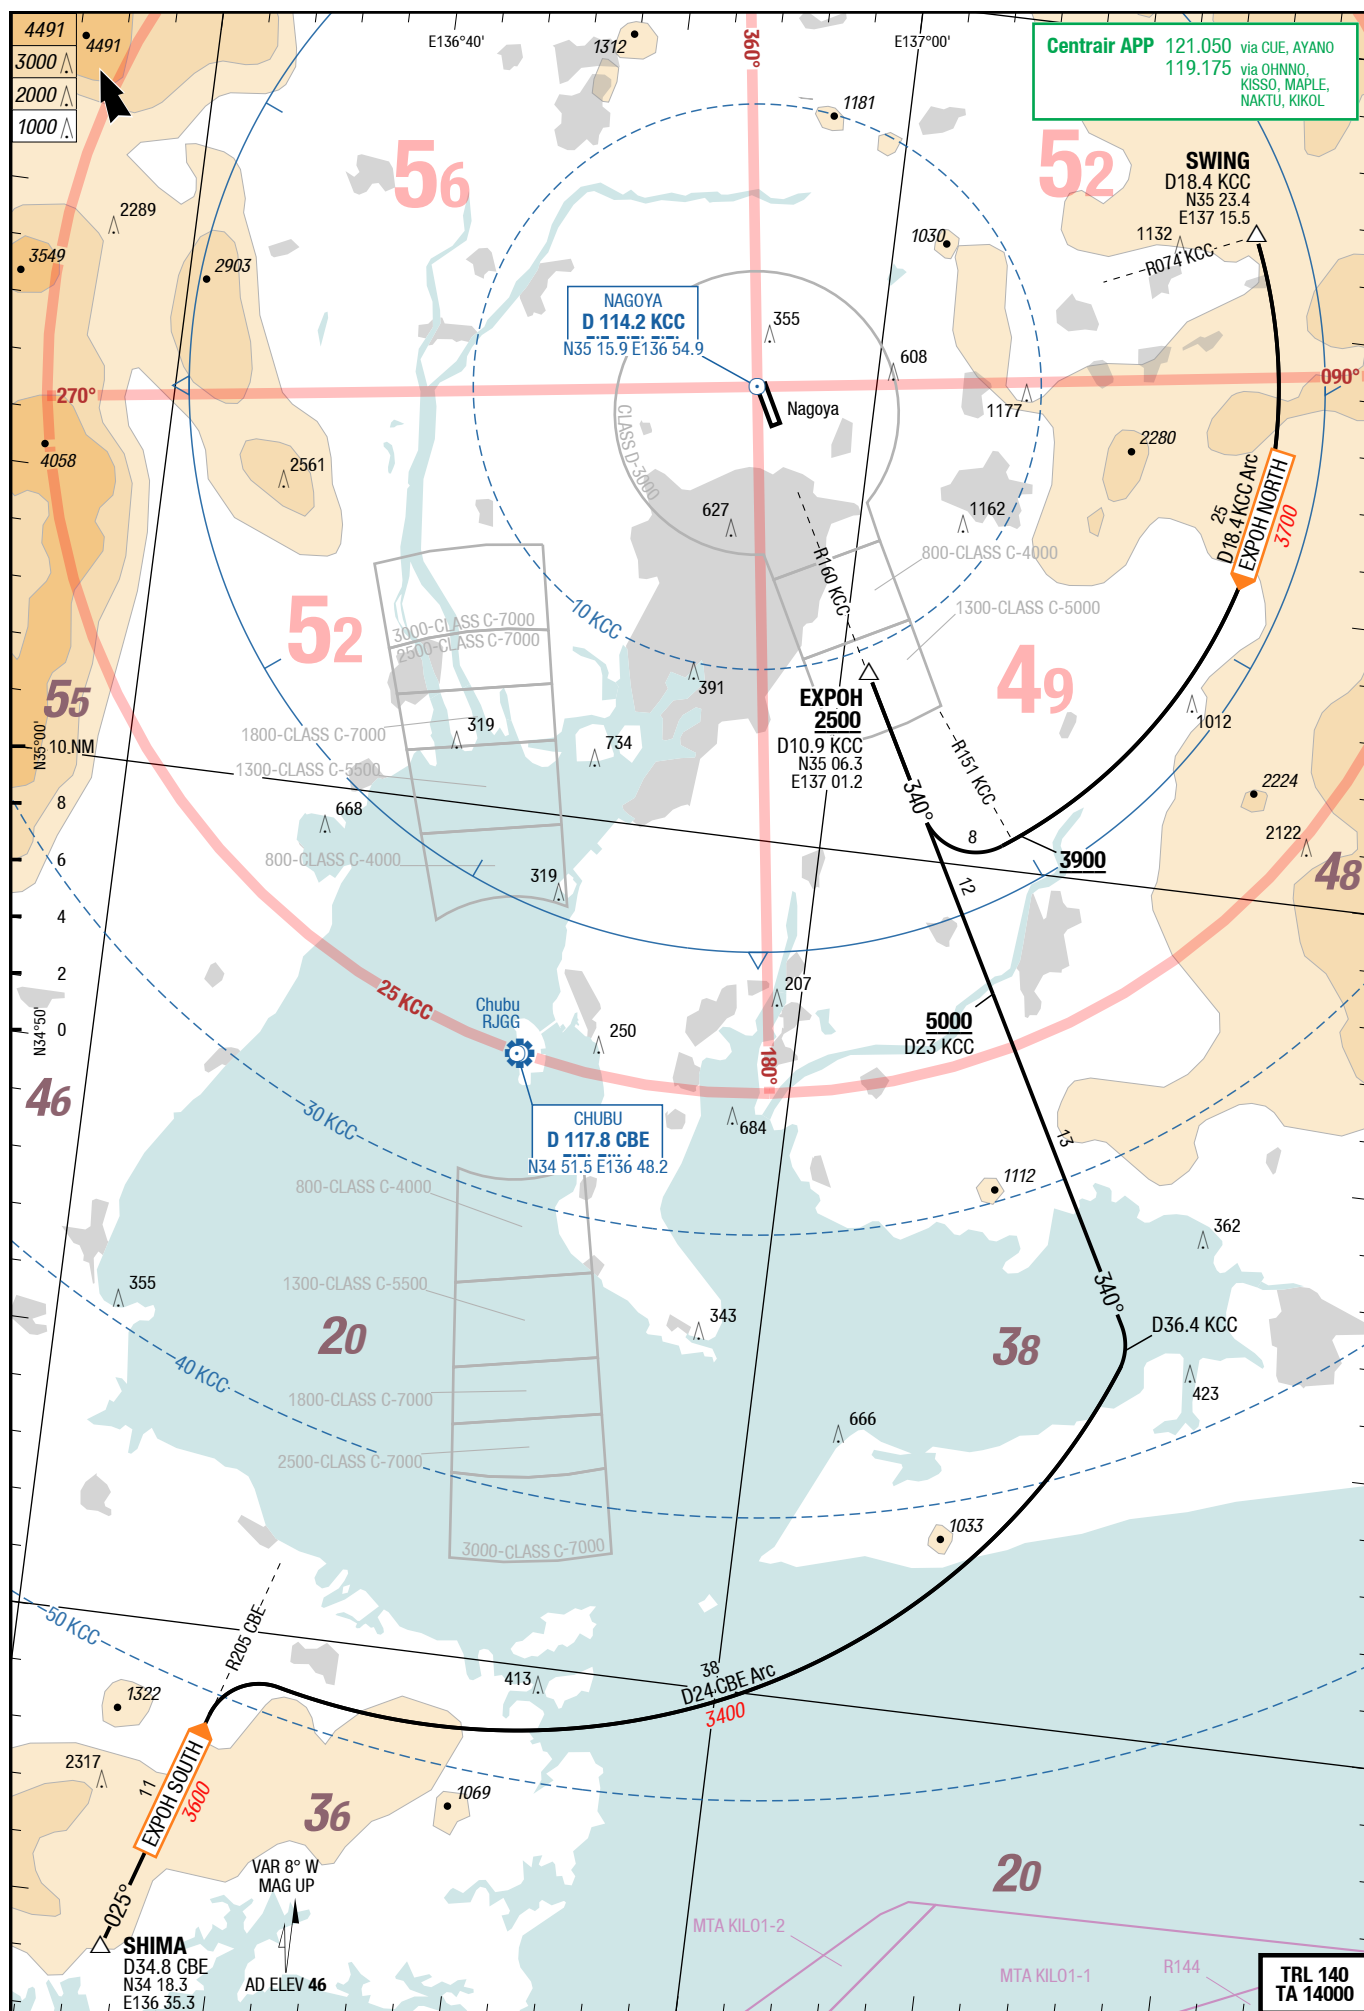 4491
4491
3000
2000
1000
E136°40'
1312
360°
E137°00'
Centrair APP 121.050 via CUE, AYANO
119.175 via OHNNO,
KISSO, MAPLE,
NAKTU, KIKOL
1181
56
52
SWING
D18.4 KCC
N35 23.4
E137 15.5
2289
3549
2903
1030
1132
R074 KCC
NAGOYA
D 114.2 KCC
N35 15.9 E136 54.9
355
608
270°
090°
1177
Nagoya
CLASS D-3000
4058
2561
2280
627
1162
D18.4 KCC Arc
25
EXPOH NORTH
3700
R160 KCC
800-CLASS C-4000
1300-CLASS C-5000
10 KCC
3000-CLASS C-7000
2500-CLASS C-7000
52
49
391
EXPOH
2500
D10.9 KCC
N35 06.3
E137 01.2
55
N35°00'
10 NM
1012
1800-CLASS C-7000
319
734
1300-CLASS C-5500
R151 KCC
340°
2224
8
668
2122
8
3900
6
800-CLASS C-4000
48
319
12
4
2
25 KCC
Chubu
RJGG
207
5000
D23 KCC
0
N34°50'
250
180°
46
30 KCC
CHUBU
D 117.8 CBE
N34 51.5 E136 48.2
684
13
1112
800-CLASS C-4000
362
355
1300-CLASS C-5500
340°
20
343
38
D36.4 KCC
40 KCC
1800-CLASS C-7000
423
666
2500-CLASS C-7000
1033
3000-CLASS C-7000
50 KCC
R205 CBE
413
38
D24 CBE Arc
3400
1322
2317
11
EXPOH SOUTH
3600
1069
36
VAR 8° W
MAG UP
20
025°
MTA KILO1-2
SHIMA
D34.8 CBE
N34 18.3
E136 35.3
AD ELEV 46
MTA KILO1-1
R144
TRL 140
TA 14000